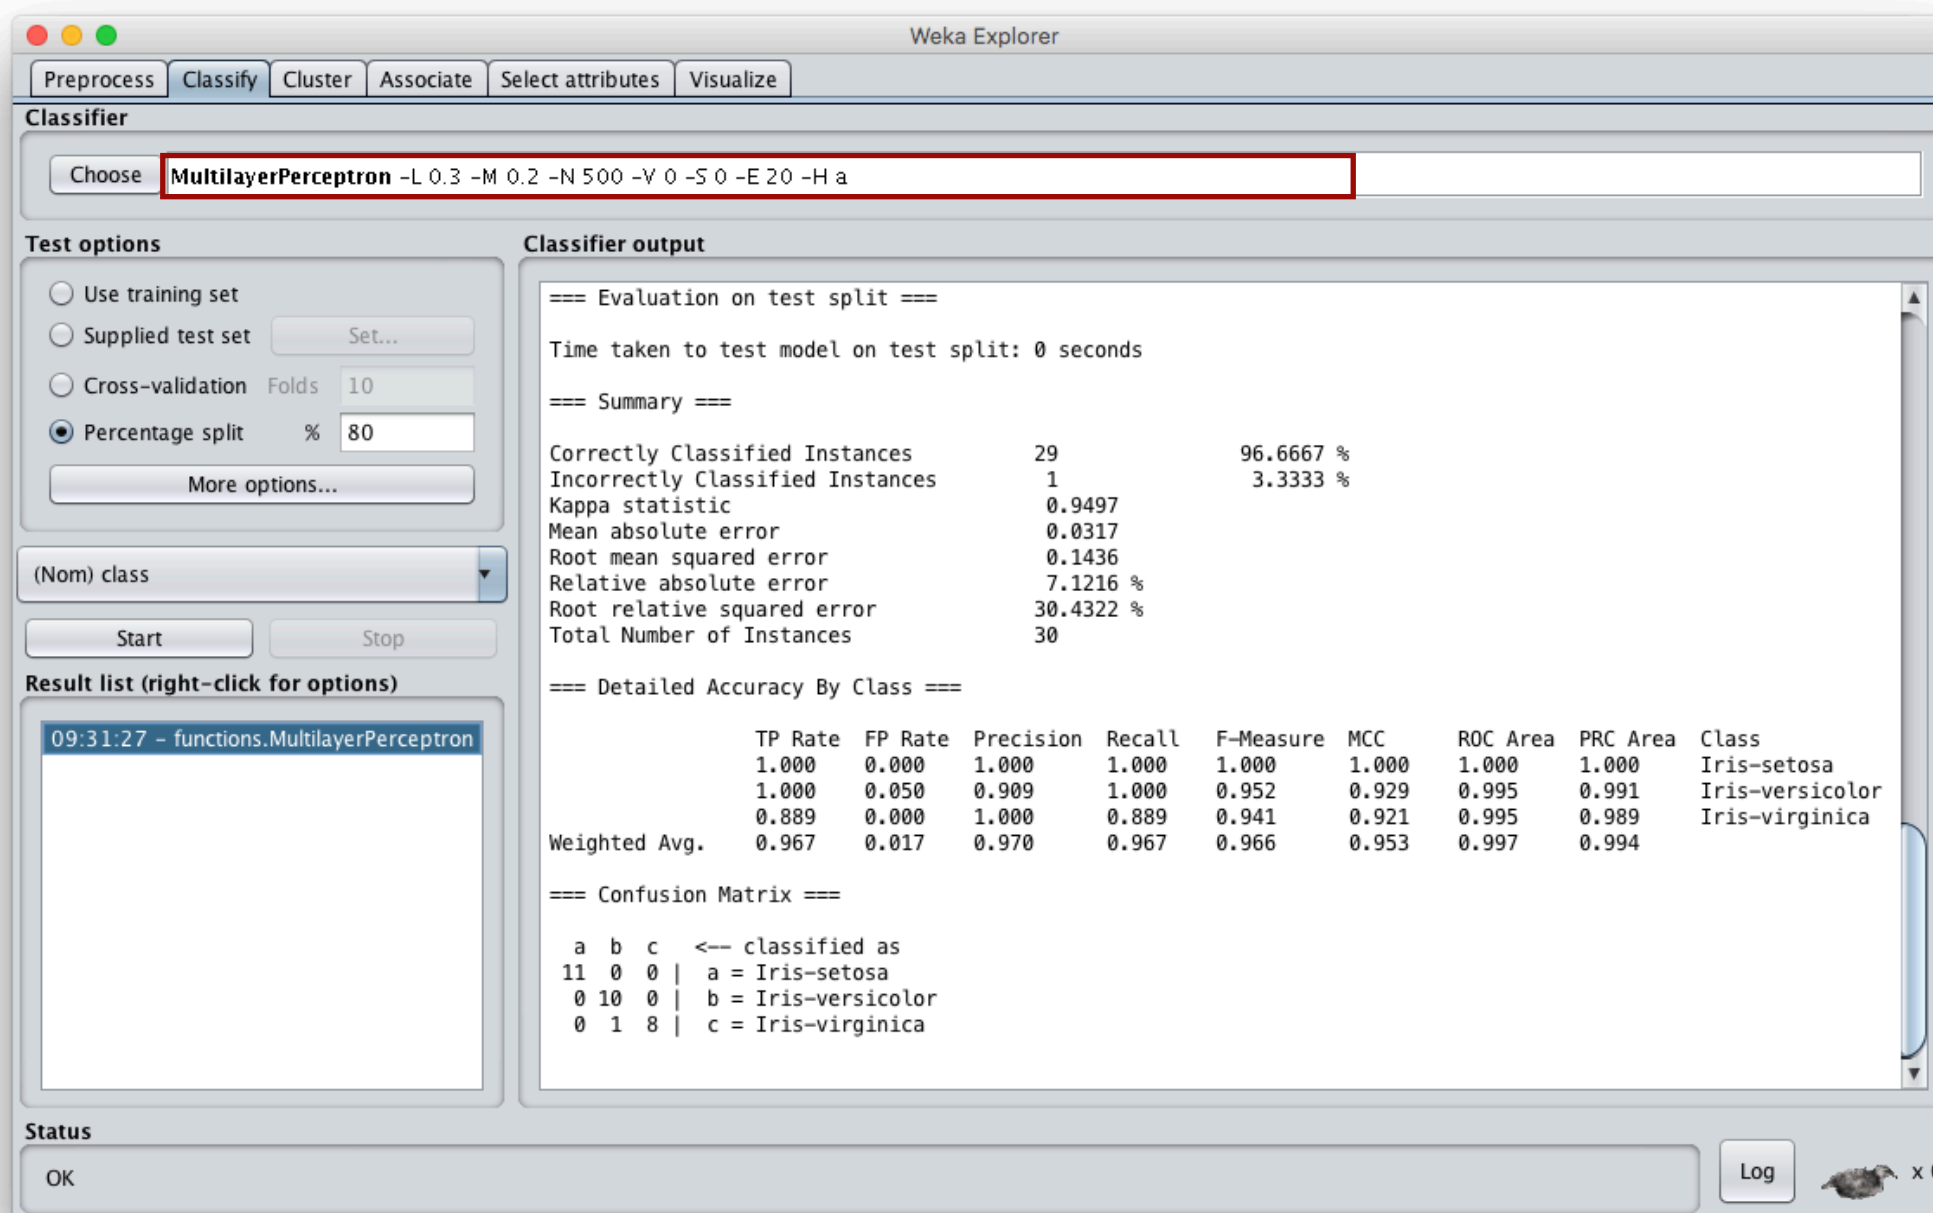 Weka Explorer
Preprocess Classify Cluster Associate Select attributes Visualize
Classifier
Choose MultilayerPerceptron -L 0.3 -M 0.2 -N 500 -V 0 -S 0 -E 20 -H a
Test options
Use training set
Supplied test set Set...
Cross-validation Folds 10
Percentage split % 80
More options...
(Nom) class
Start Stop
Result list (right-click for options)
09:31:27 - functions.MultilayerPerceptron
Classifier output
=== Evaluation on test split ===
Time taken to test model on test split: 0 seconds
=== Summary ===
Correctly Classified Instances 29 96.6667 %
Incorrectly Classified Instances 1 3.3333 %
Kappa statistic 0.9497
Mean absolute error 0.0317
Root mean squared error 0.1436
Relative absolute error 7.1216 %
Root relative squared error 30.4322 %
Total Number of Instances 30
=== Detailed Accuracy By Class ===
TP Rate FP Rate Precision Recall F-Measure MCC ROC Area PRC Area Class
1.000 0.000 1.000 1.000 1.000 1.000 1.000 1.000 Iris-setosa
1.000 0.050 0.909 1.000 0.952 0.929 0.995 0.991 Iris-versicolor
0.889 0.000 1.000 0.889 0.941 0.921 0.995 0.989 Iris-virginica
Weighted Avg. 0.967 0.017 0.970 0.967 0.966 0.953 0.997 0.994
=== Confusion Matrix ===
a b c <-- classified as
11 0 0 | a = Iris-setosa
0 10 0 | b = Iris-versicolor
0 1 8 | c = Iris-virginica
Status
OK
Log
x